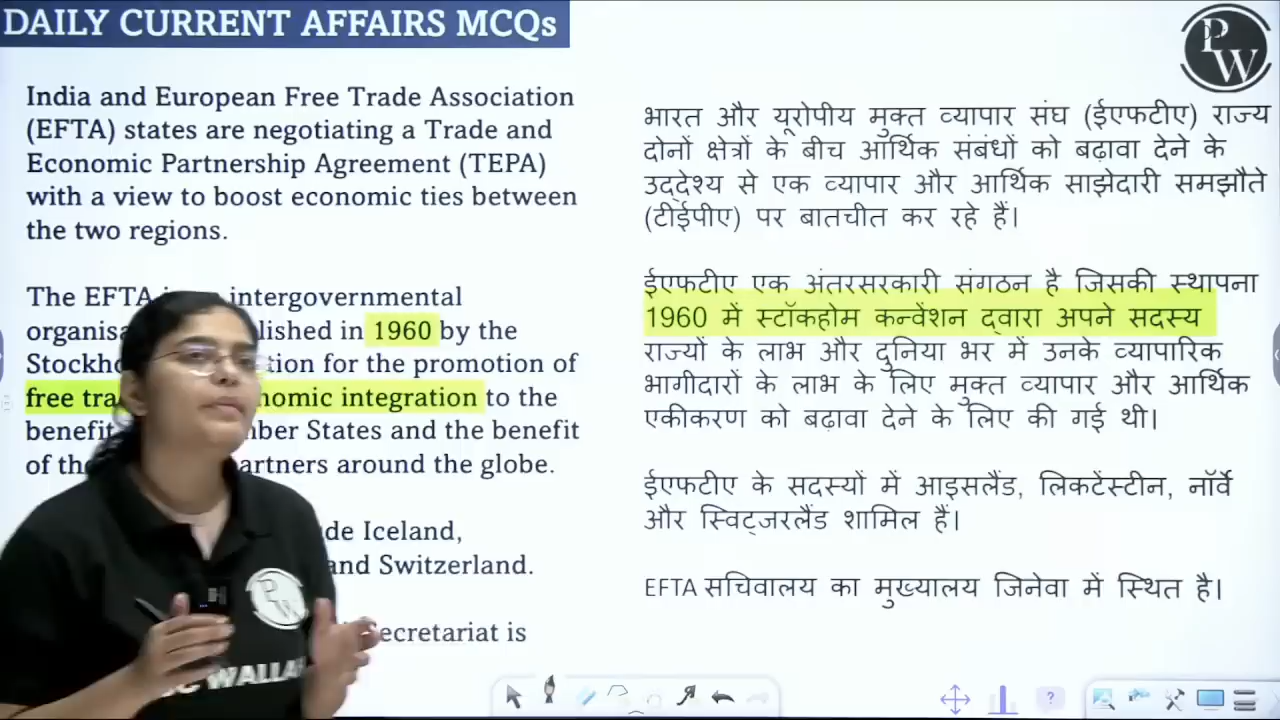 DAILY CURRENT AFFAIRS MCQs
PW
India and European Free Trade Association
(EFTA) states are negotiating a Trade and
Economic Partnership Agreement (TEPA)
with a view to boost economic ties between
the two regions.
The EFTA intergovernmental
organisa lished in 1960 by the
Stockho tion for the promotion of
free tra nomic integration to the
benefit ber States and the benefit
of the artners around the globe.
de Iceland,
and Switzerland.
ecretariat is
भारत और यूरोपीय मुक्त व्यापार संघ (ईएफटीए) राज्य
दोनों क्षेत्रों के बीच आर्थिक संबंधों को बढ़ावा देने के
उद्देश्य से एक व्यापार और आर्थिक साझेदारी समझौते
(टीईपीए) पर बातचीत कर रहे हैं।
ईएफटीए एक अंतरसरकारी संगठन है जिसकी स्थापना
1960 में स्टॉकहोम कन्वेंशन द्वारा अपने सदस्य
राज्यों के लाभ और दुनिया भर में उनके व्यापारिक
भागीदारों के लाभ के लिए मुक्त व्यापार और आर्थिक
एकीकरण को बढ़ावा देने के लिए की गई थी।
ईएफटीए के सदस्यों में आइसलैंड, लिकटेंस्टीन, नॉर्वे
और स्विट्जरलैंड शामिल हैं।
EFTA सचिवालय का मुख्यालय जिनेवा में स्थित है।
PW
WALLA